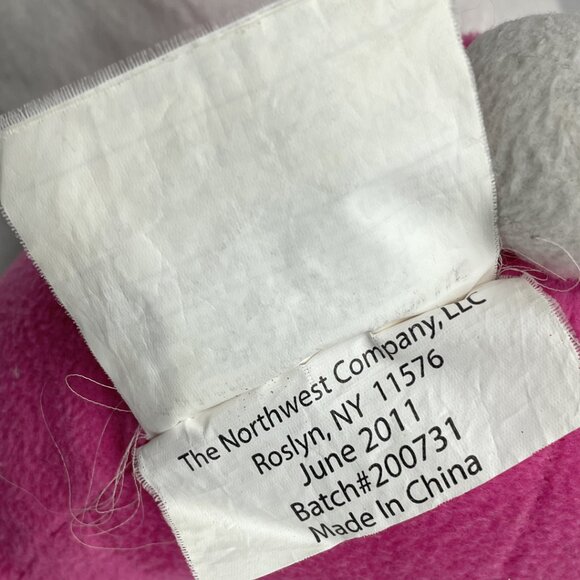 The Northwest Company, LLC
Roslyn, NY 11576
June 2011
Batch#200731
Made In China